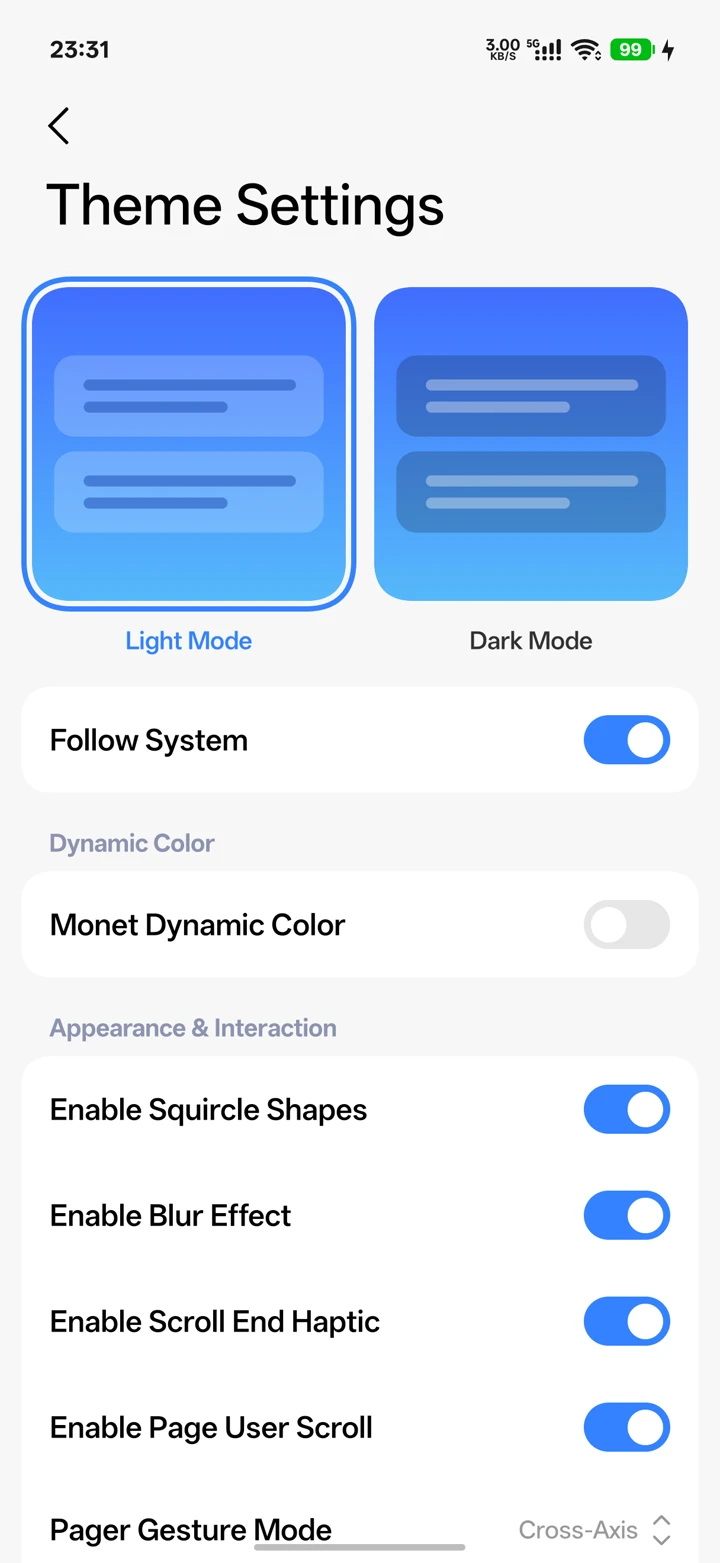 23:31
3.00
KB/S
5G
99
Theme Settings
Light Mode
Dark Mode
Follow System
Dynamic Color
Monet Dynamic Color
Appearance & Interaction
Enable Squircle Shapes
Enable Blur Effect
Enable Scroll End Haptic
Enable Page User Scroll
Pager Gesture Mode
Cross-Axis